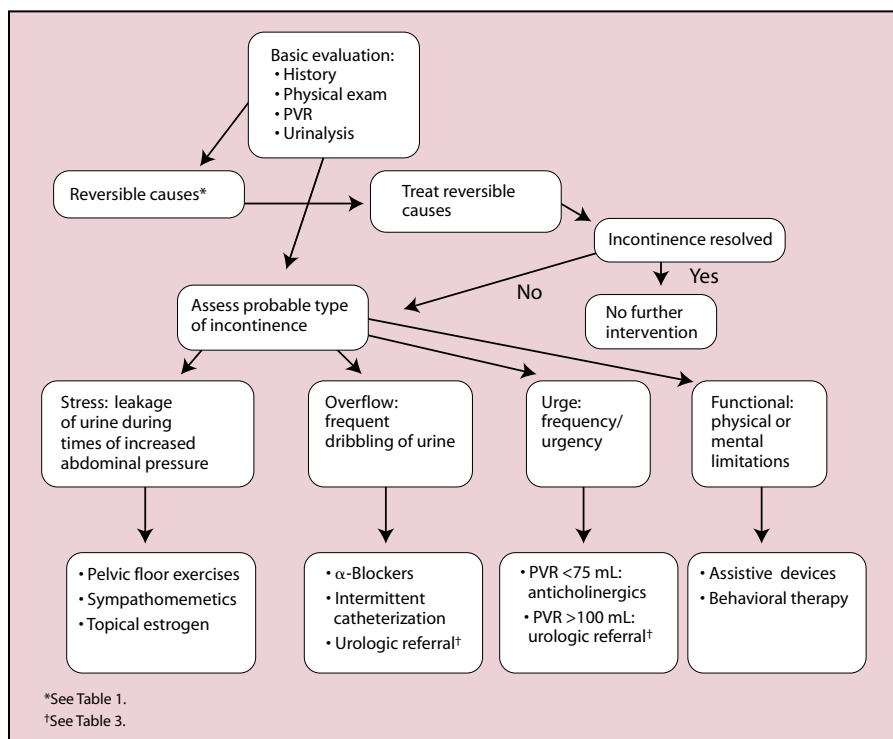 Basic evaluation:
• History
• Physical exam
• PVR
• Urinalysis
Reversible causes*
Treat reversible
causes
Incontinence resolved
No
Yes
Assess probable type
of incontinence
No further
intervention
Stress: leakage
of urine during
times of increased
abdominal pressure
Overflow:
frequent
dribbling of urine
Urge:
frequency/
urgency
Functional:
physical or
mental
limitations
• Pelvic floor exercises
• Sympathomemetics
• Topical estrogen
• α-Blockers
• Intermittent
catheterization
• Urologic referral†
• PVR <75 mL:
anticholinergics
• PVR >100 mL:
urologic referral†
• Assistive devices
• Behavioral therapy
*See Table 1.
†See Table 3.